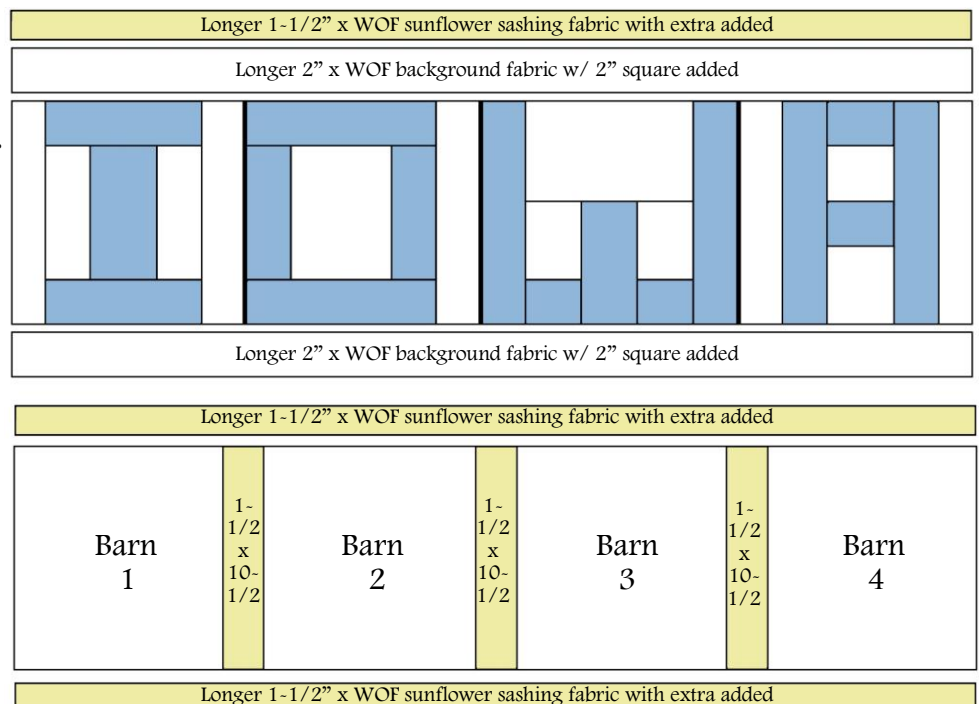 Longer 1-1/2” x WOF sunflower sashing fabric with extra added
Longer 2” x WOF background fabric w/ 2” square added
Longer 2” x WOF background fabric w/ 2” square added
Longer 1-1/2” x WOF sunflower sashing fabric with extra added
Barn
1
1-
1/2
x
10-
1/2
Barn
2
1-
1/2
x
10-
1/2
Barn
3
1-
1/2
x
10-
1/2
Barn
4
Longer 1-1/2” x WOF sunflower sashing fabric with extra added